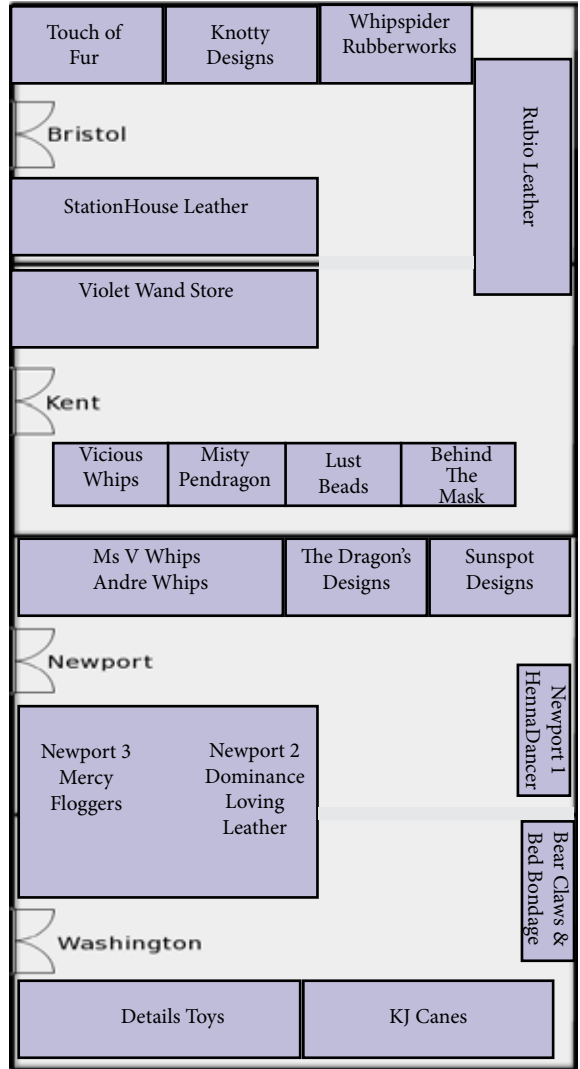 Touch of
Fur
Knotty
Designs
Whipspider
Rubberworks
Rubio Leather
Bristol
StationHouse Leather
Violet Wand Store
Kent
Vicious
Whips
Misty
Pendragon
Lust
Beads
Behind
The
Mask
Ms V Whips
Andre Whips
The Dragon's
Designs
Sunspot
Designs
Newport
Newport 1
HennaDancer
Newport 3
Mercy
Floggers
Newport 2
Dominance
Loving
Leather
Bear Claws &
Bed Bondage
Washington
Details Toys
KJ Canes